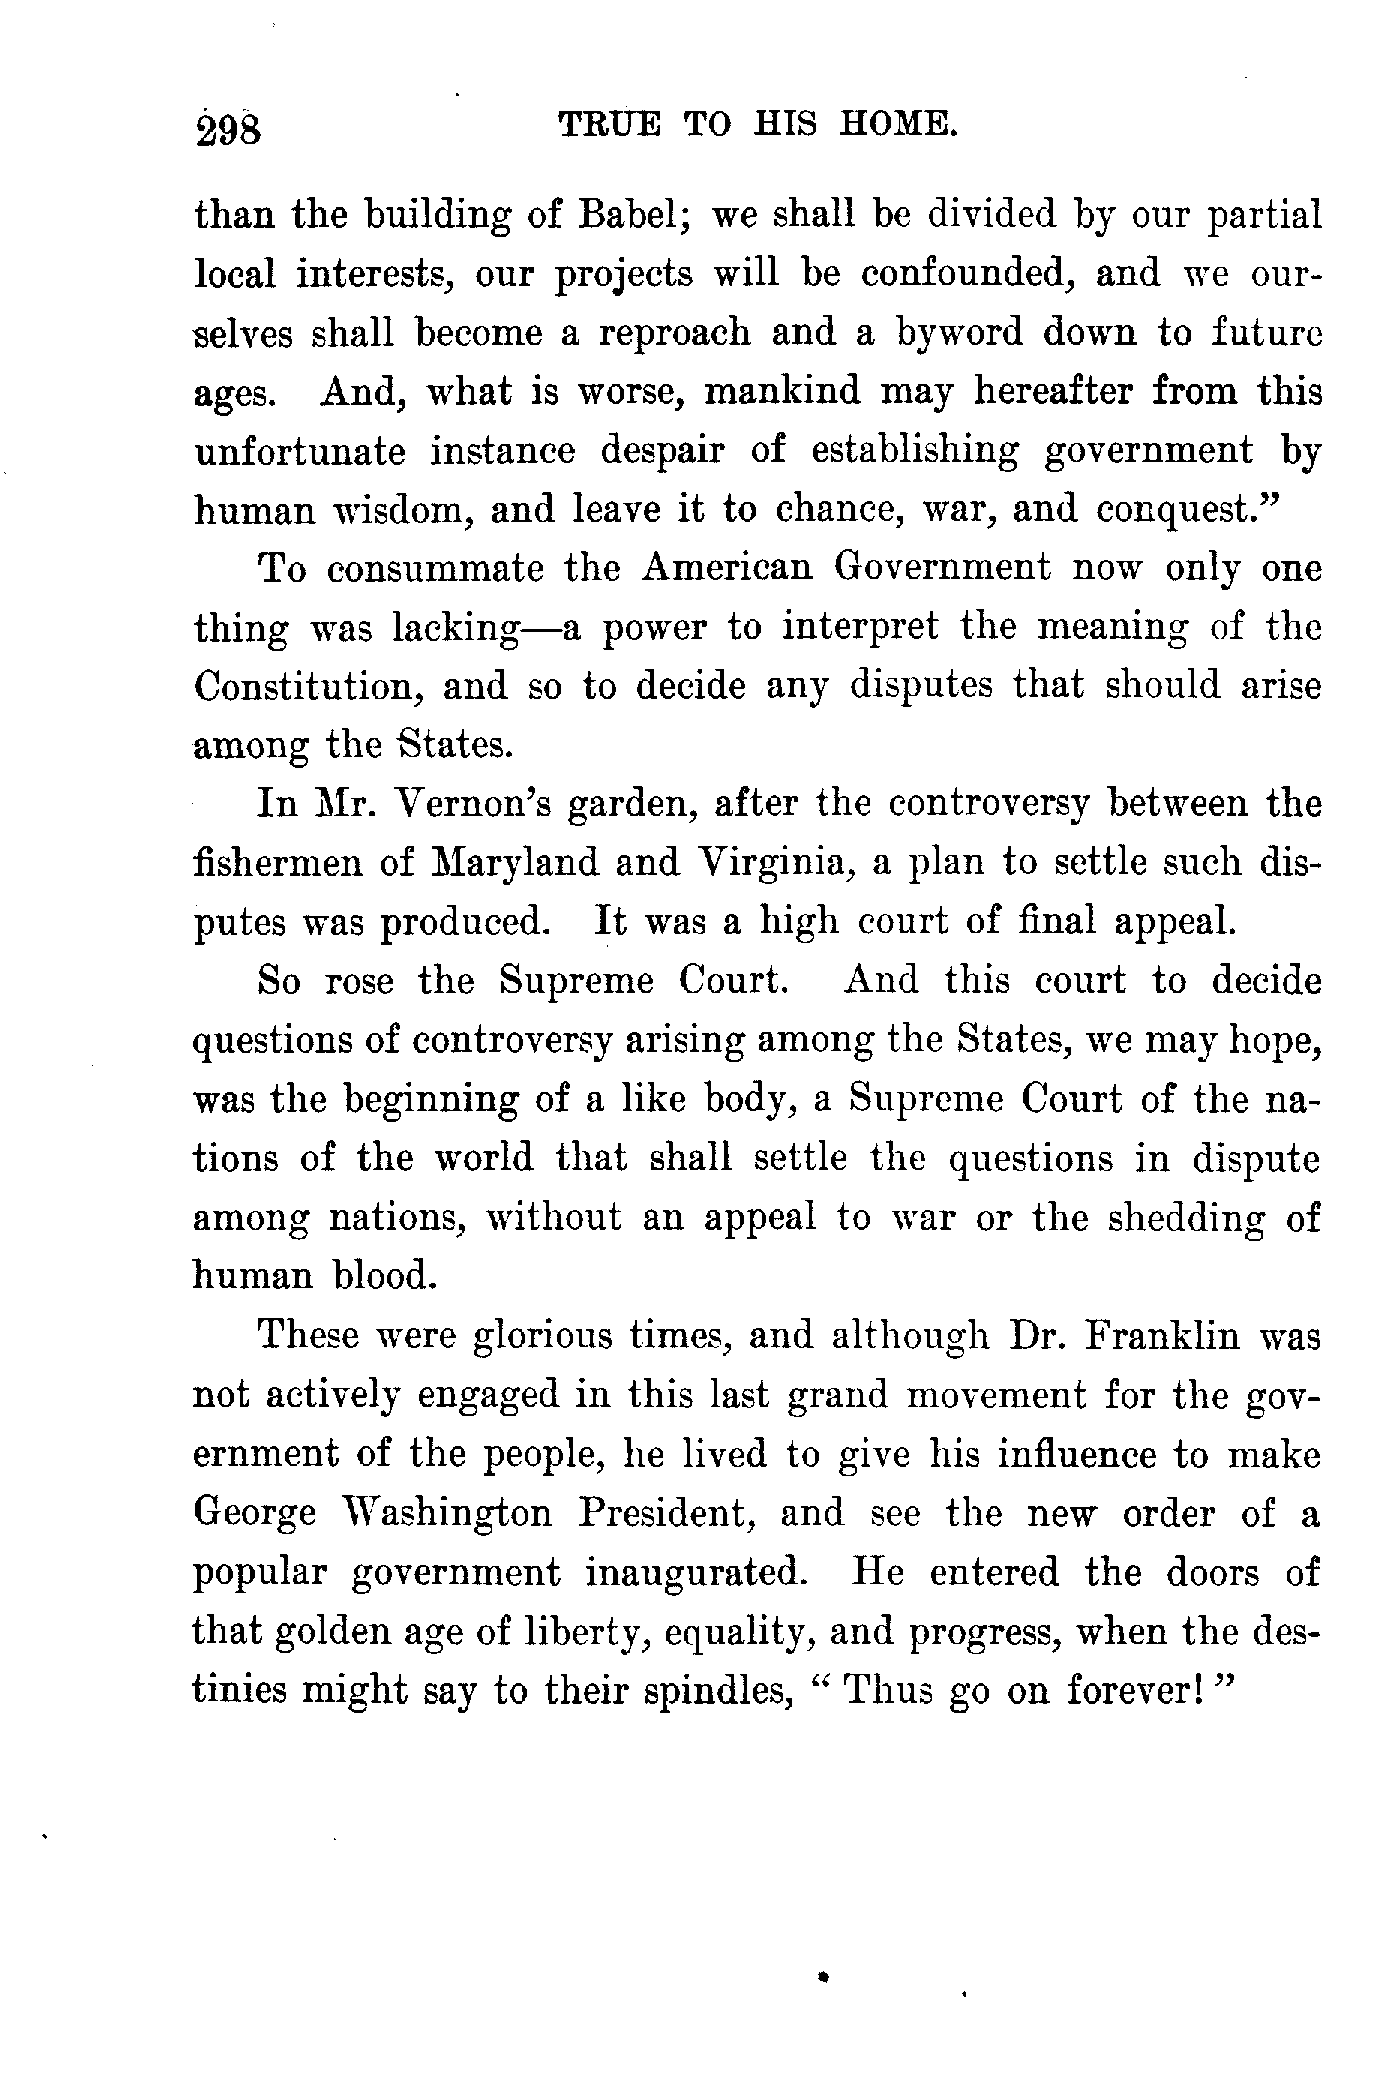 298 TRUE TO HIS HOME.
than the building of Babel; we shall be divided by our partial
local interests, our projects will be confounded, and we our-
selves shall become a reproach and a byword down to future
ages. And, what is worse, mankind may hereafter from this
unfortunate instance despair of establishing government by
human wisdom, and leave it to chance, war, and conquest.”
To consummate the American Government now only one
thing was lacking—a power to interpret the meaning of the
Constitution, and so to decide any disputes that should arise
among the States.
In Mr. Vernon’s garden, after the controversy between the
fishermen of Maryland and Virginia, a plan to settle such dis-
putes was produced. It was a high court of final appeal.
So rose the Supreme Court. And this court to decide
questions of controversy arising among the States, we may hope,
was the beginning of a like body, a Supreme Court of the na-
tions of the world that shall settle the questions in dispute
among nations, without an appeal to war or the shedding of
human blood.
These were glorious times, and although Dr. Franklin was
not actively engaged in this last grand movement for the gov-
ernment of the people, he lived to give his influence to make
George Washington President, and see the new order of a
popular government inaugurated. He entered the doors of
that golden age of liberty, equality, and progress, when the des-
tinies might say to their spindles, “ Thus go on forever! ”